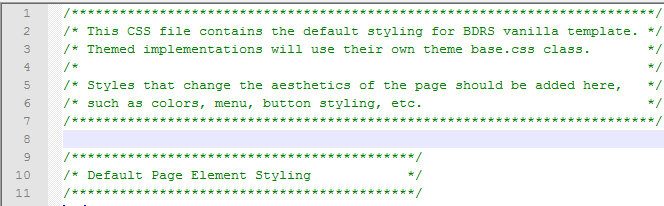 1 /*************************************************************************/
2 /* This CSS file contains the default styling for BDRS vanilla template. */
3 /* Themed implementations will use their own theme base.css class.       */
4 /*                                                                       */
5 /* Styles that change the aesthetics of the page should be added here,   */
6 /* such as colors, menu, button styling, etc.                            */
7 /*************************************************************************/
8
9 /*******************************************/
10 /* Default Page Element Styling            */
11 /*******************************************/